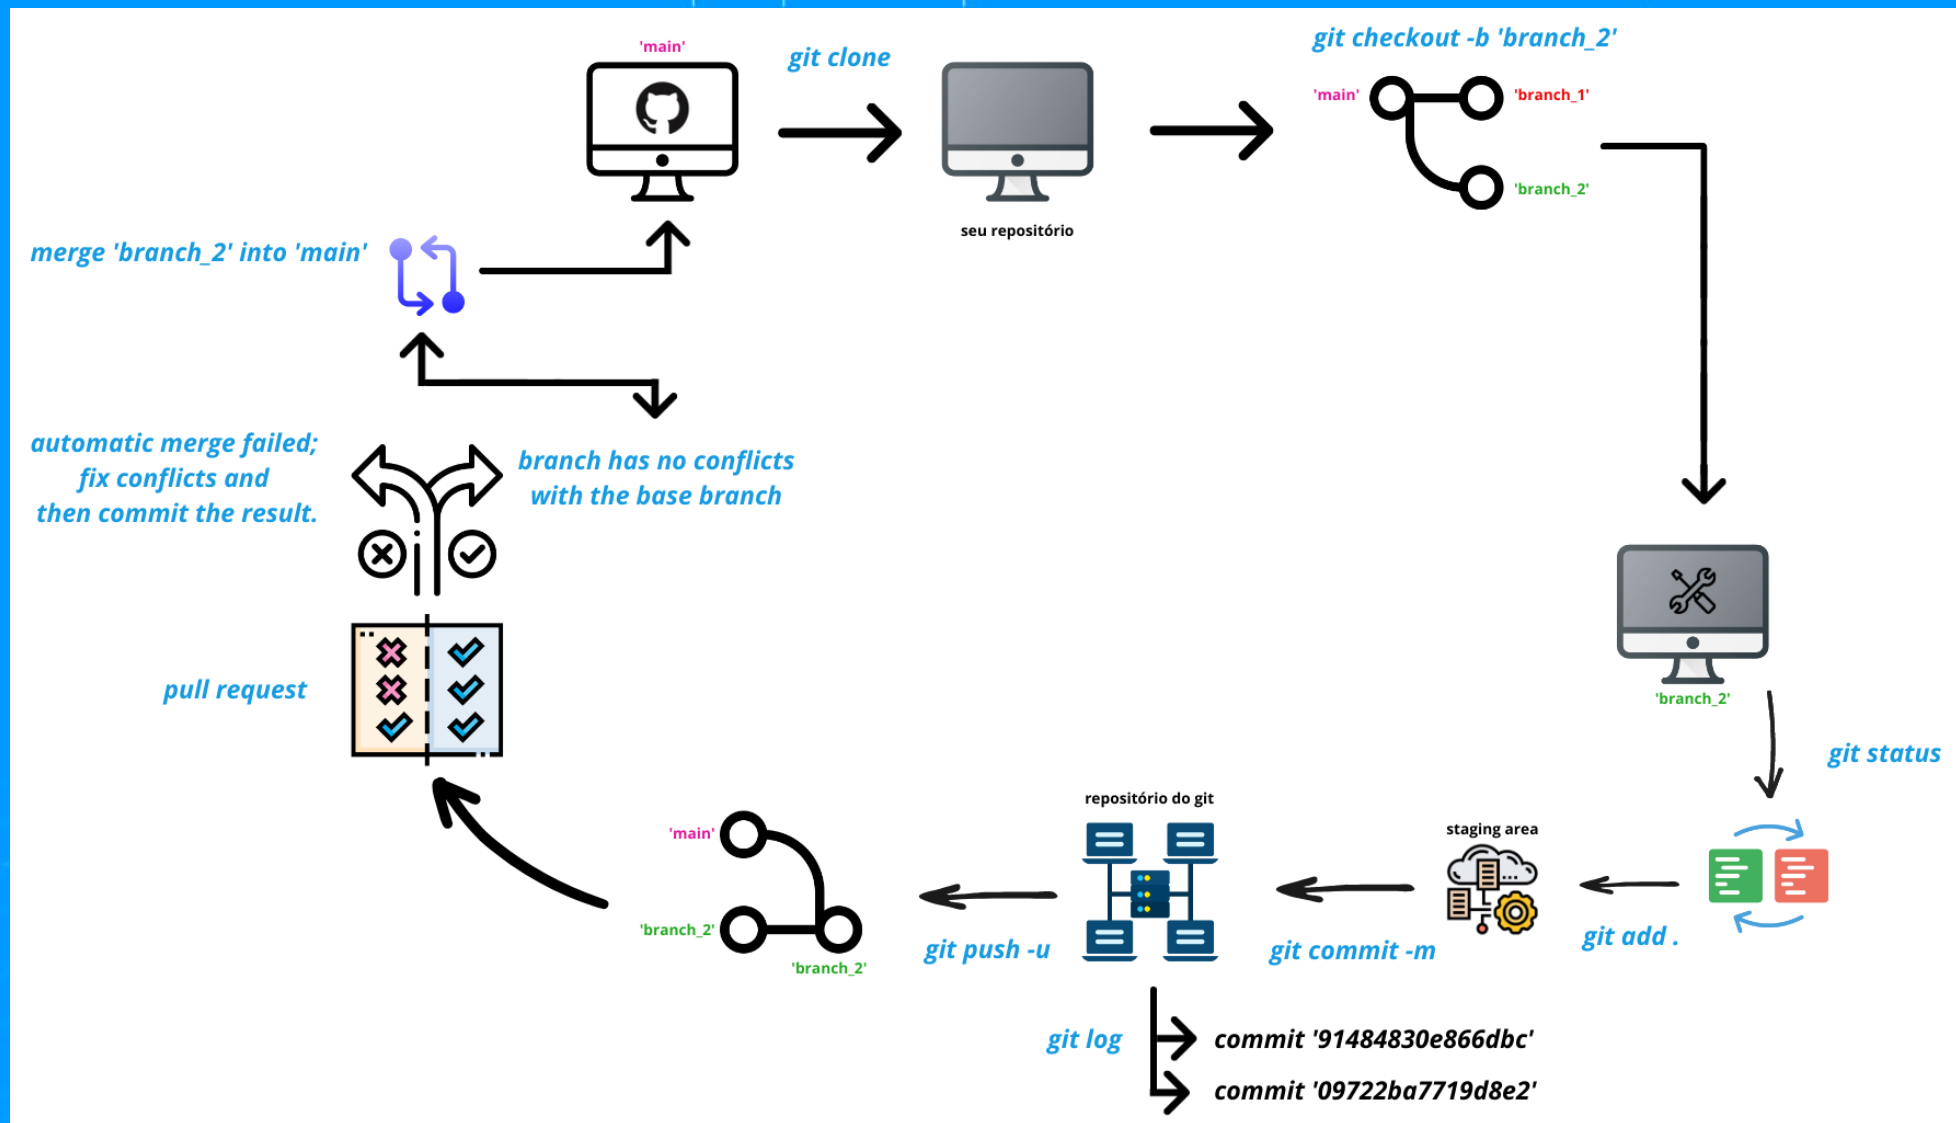 'main'
git clone
seu repositório
git checkout -b 'branch_2'
'main'
'branch_1'
'branch_2'
'branch_2'
git status
git add .
staging area
git commit -m
repositório do git
git log
commit '91484830e866dbc'
commit '09722ba7719d8e2'
git push -u
'main'
'branch_2'
'branch_2'
pull request
automatic merge failed;
fix conflicts and
then commit the result.
branch has no conflicts
with the base branch
merge 'branch_2' into 'main'